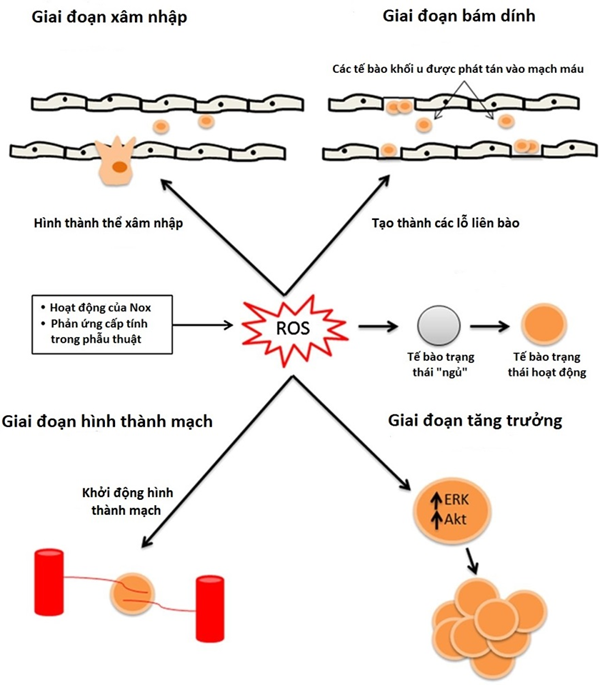 Giai đoạn xâm nhập
Giai đoạn bám dính
Các tế bào khối u được phát tán vào mạch máu
Hình thành thể xâm nhập
Tạo thành các lỗ liên bào
• Hoạt động của Nox
• Phản ứng cấp tính
trong phẫu thuật
ROS
Tế bào trạng
thái "ngủ"
Tế bào trạng
thái hoạt động
Giai đoạn hình thành mạch
Giai đoạn tăng trưởng
Khởi động hình
thành mạch
ERK
Akt